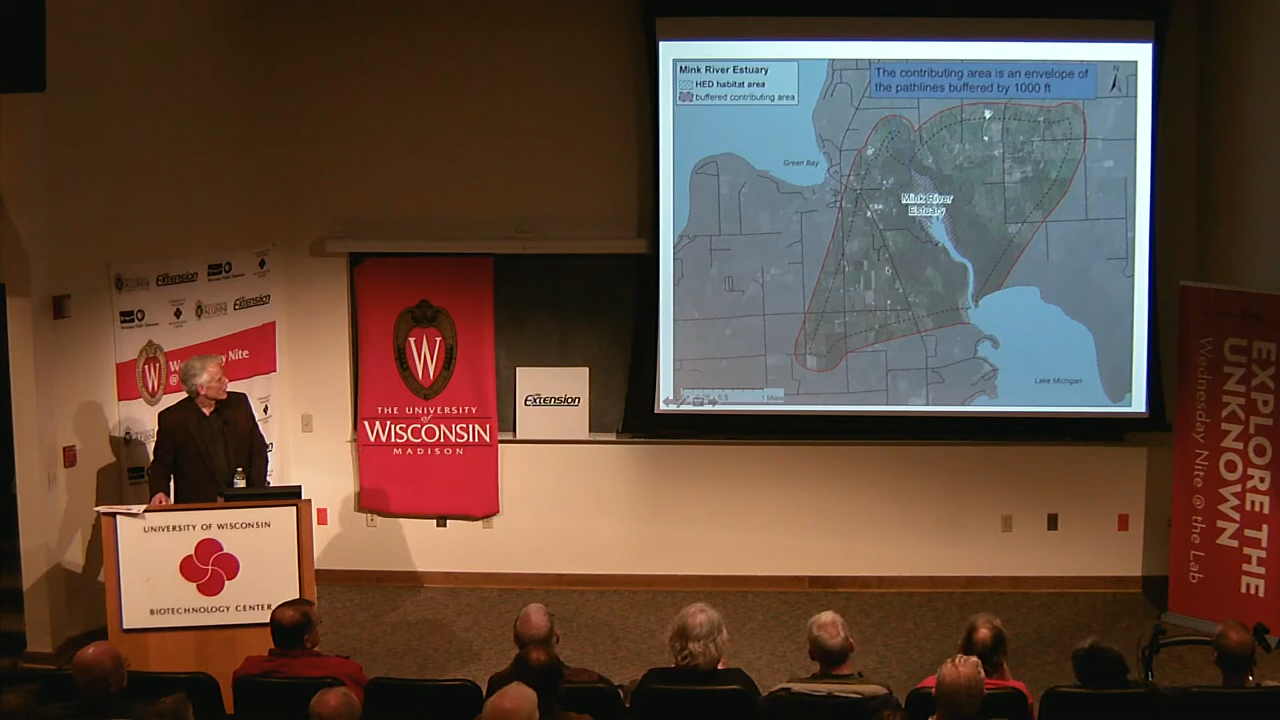 Mink River Estuary
HED habitat area
buffered contributing area
The contributing area is an envelope of
the pathlines buffered by 1000 ft
N
Green Bay
Mink River
Estuary
Lake Michigan
1 Miles
Extension
Extension
Nite
@
W
W
THE UNIVERSITY
of
WISCONSIN
MADISON
Extension
UNIVERSITY OF WISCONSIN
BIOTECHNOLOGY CENTER
EXPLORE THE
UNKNOWN
Wednesday Nite @ the Lab